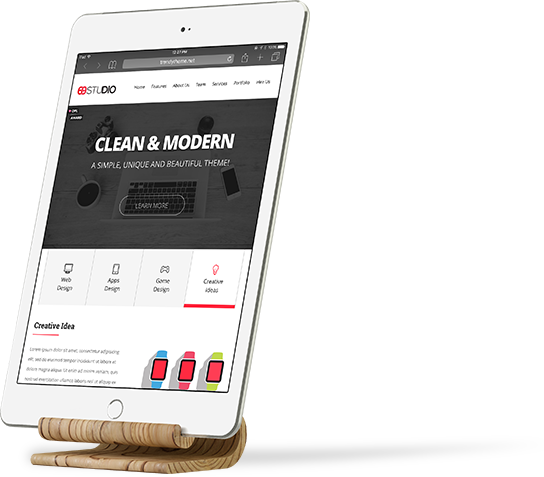 iPad
12:27 PM
trendyhome.net
88STUDIO
Home Features About Us Team Services Portfolio Hire Us
CLEAN & MODERN
A SIMPLE, UNIQUE AND BEAUTIFUL THEME!
LEARN MORE
Web Design
Apps Design
Game Design
Creative Ideas
Creative Idea
Lorem ipsum dolor sit amet, consectetur adipiscing
elit, sed do eiusmod tempor incididunt ut labore et
dolore magna aliqua enim ad minim veniam quis
nostrud exercitation ullamco laboris nisi ut aliquip ex